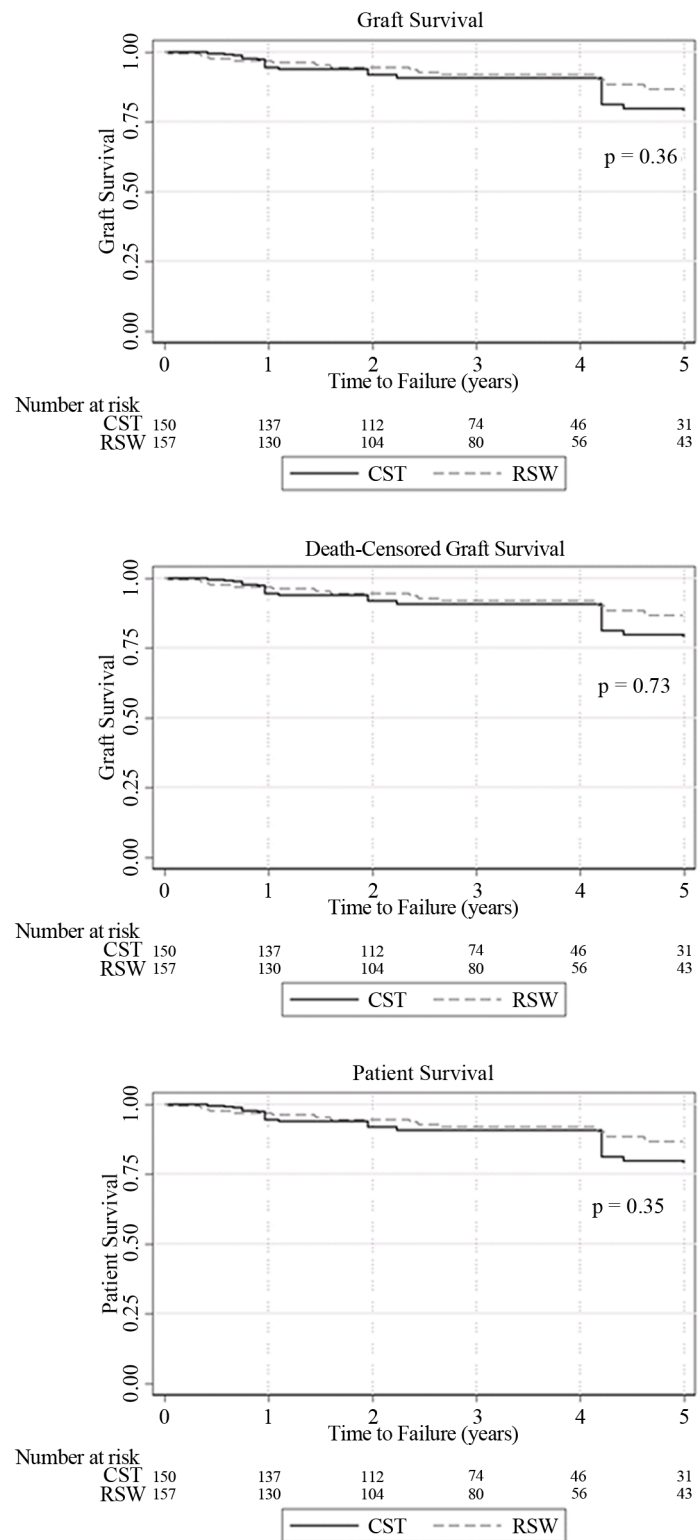 Graft Survival
1.00
0.75
0.50
0.25
0.00
Graft Survival
p = 0.36
0 1 2 3 4 5
Time to Failure (years)
Number at risk
CST 150 137 112 74 46 31
RSW 157 130 104 80 56 43
CST RSW
Death-Censored Graft Survival
1.00
0.75
0.50
0.25
0.00
Graft Survival
p = 0.73
0 1 2 3 4 5
Time to Failure (years)
Number at risk
CST 150 137 112 74 46 31
RSW 157 130 104 80 56 43
CST RSW
Patient Survival
1.00
0.75
0.50
0.25
0.00
Patient Survival
p = 0.35
0 1 2 3 4 5
Time to Failure (years)
Number at risk
CST 150 137 112 74 46 31
RSW 157 130 104 80 56 43
CST RSW